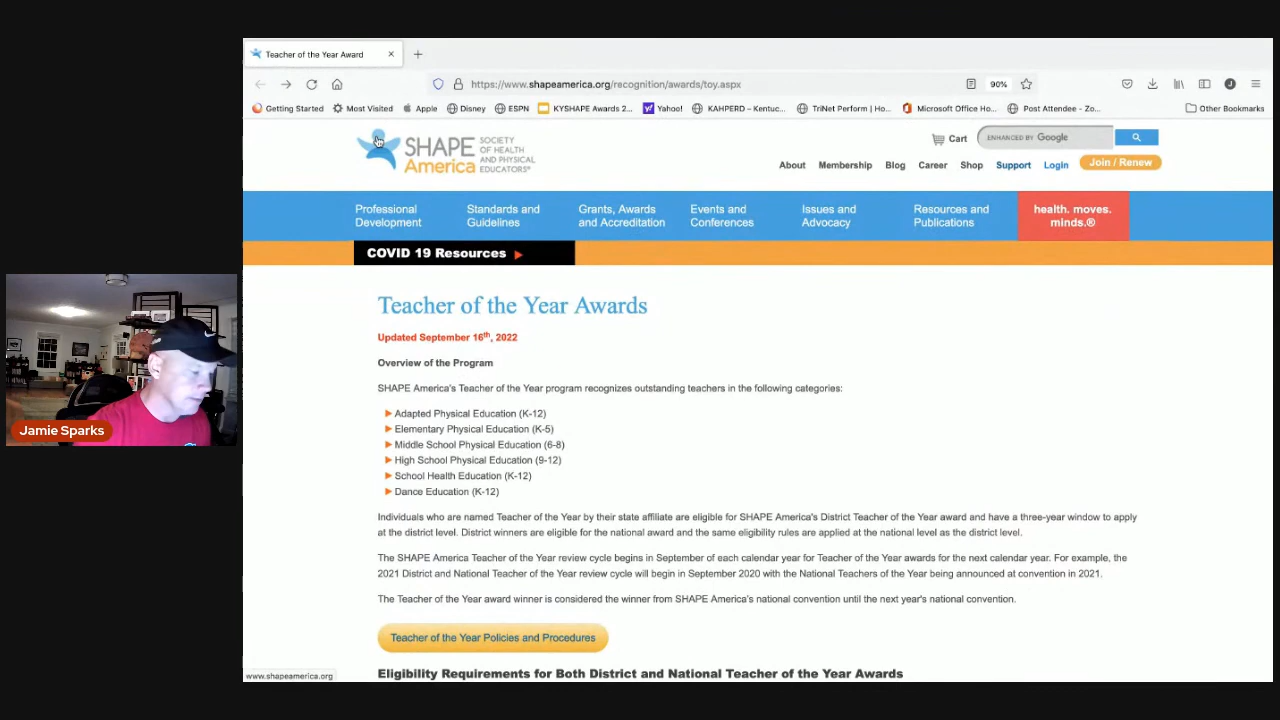 Teacher of the Year Award
https://www.shapeamerica.org/recognition/awards/toy.aspx
90%
J
Getting Started
Most Visited
Apple
Disney
ESPN
KYSHAPE Awards 2...
Yahoo!
KAHPERD – Kentuc...
TriNet Perform | Ho...
Microsoft Office Ho...
Post Attendee - Zo...
Other Bookmarks
SHAPE
America
SOCIETY
OF HEALTH
AND PHYSICAL
EDUCATORS®
Cart
ENHANCED BY Google
About
Membership
Blog
Career
Shop
Support
Login
Join / Renew
Professional
Development
Standards and
Guidelines
Grants, Awards
and Accreditation
Events and
Conferences
Issues and
Advocacy
Resources and
Publications
health. moves.
minds.®
COVID 19 Resources
Teacher of the Year Awards
Updated September 16th, 2022
Overview of the Program
SHAPE America's Teacher of the Year program recognizes outstanding teachers in the following categories:
Adapted Physical Education (K-12)
Elementary Physical Education (K-5)
Middle School Physical Education (6-8)
High School Physical Education (9-12)
School Health Education (K-12)
Dance Education (K-12)
Individuals who are named Teacher of the Year by their state affiliate are eligible for SHAPE America's District Teacher of the Year award and have a three-year window to apply
at the district level. District winners are eligible for the national award and the same eligibility rules are applied at the national level as the district level.
The SHAPE America Teacher of the Year review cycle begins in September of each calendar year for Teacher of the Year awards for the next calendar year. For example, the
2021 District and National Teacher of the Year review cycle will begin in September 2020 with the National Teachers of the Year being announced at convention in 2021.
The Teacher of the Year award winner is considered the winner from SHAPE America's national convention until the next year's national convention.
Teacher of the Year Policies and Procedures
Eligibility Requirements for Both District and National Teacher of the Year Awards
www.shapeamerica.org
Jamie Sparks